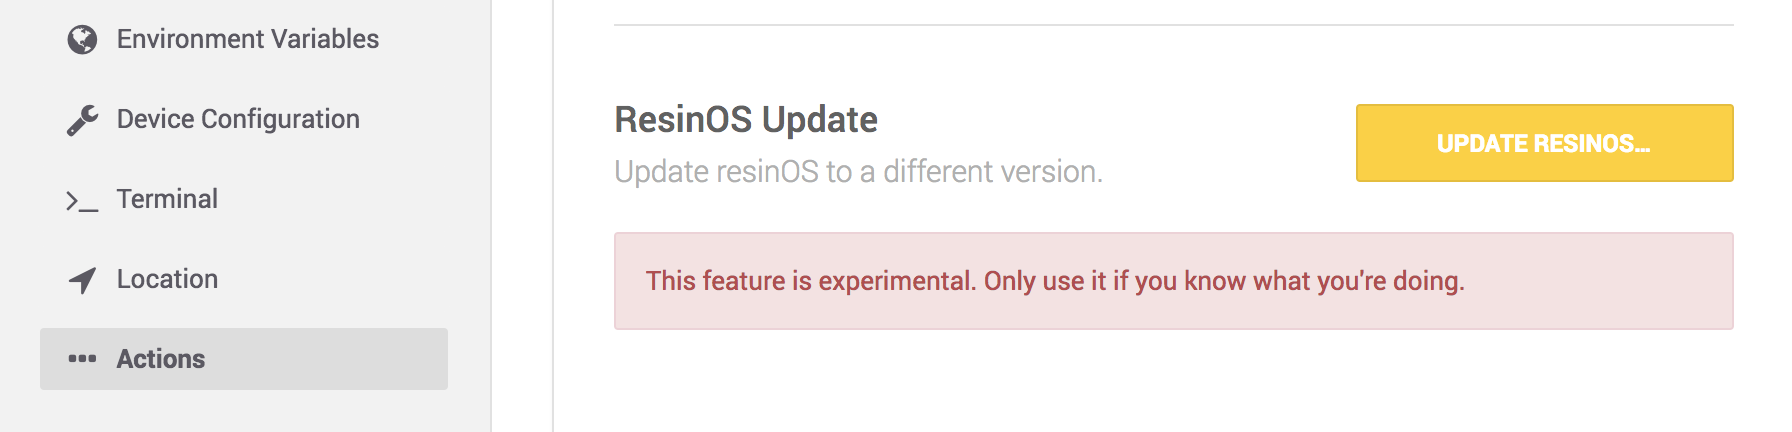 Environment Variables
Device Configuration
Terminal
Location
Actions
ResinOS Update
Update resinOS to a different version.
UPDATE RESINOS...
This feature is experimental. Only use it if you know what you're doing.